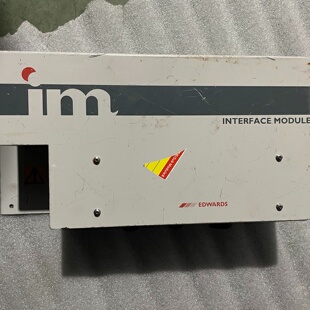 im
INTERFACE MODULE
EDWARDS